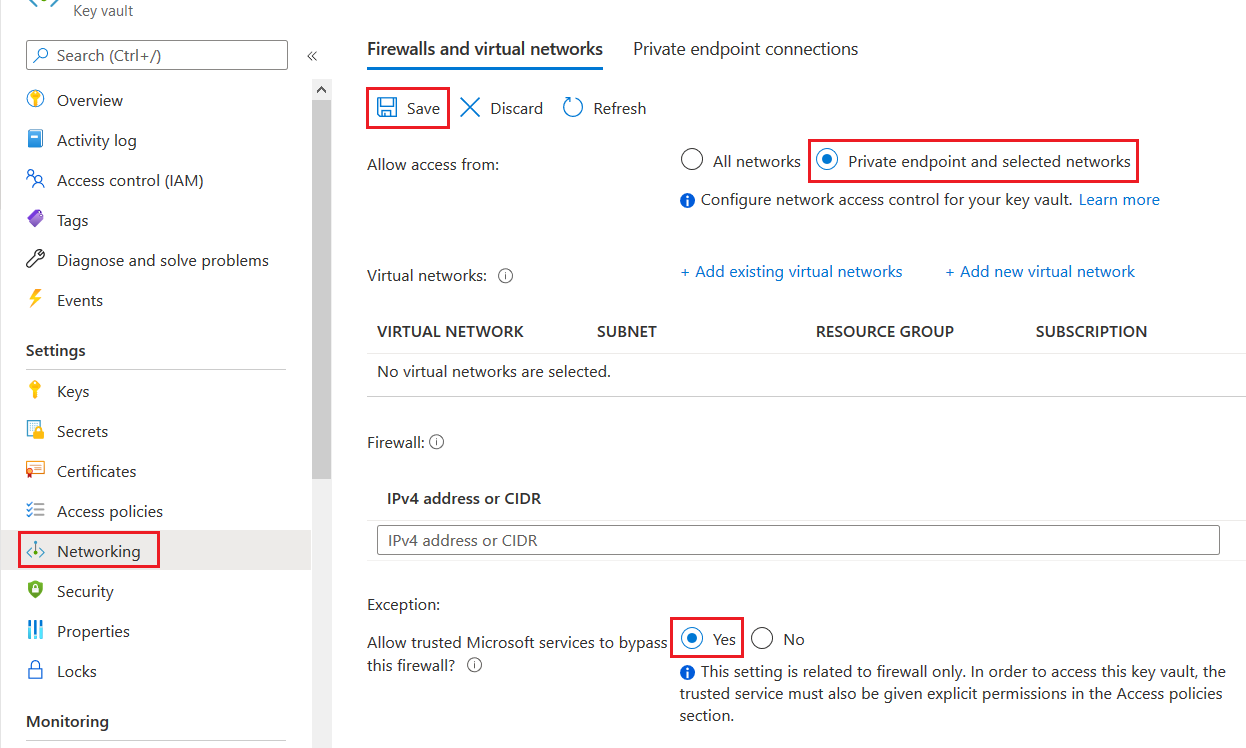 Key vault
Search (Ctrl+/)
«
Overview
Activity log
Access control (IAM)
Tags
Diagnose and solve problems
Events
Settings
Keys
Secrets
Certificates
Access policies
Networking
Security
Properties
Locks
Monitoring
Firewalls and virtual networks Private endpoint connections
Save Discard Refresh
Allow access from: All networks Private endpoint and selected networks
Configure network access control for your key vault. Learn more
Virtual networks: + Add existing virtual networks + Add new virtual network
VIRTUAL NETWORK SUBNET RESOURCE GROUP SUBSCRIPTION
No virtual networks are selected.
Firewall:
IPv4 address or CIDR
IPv4 address or CIDR
Exception:
Allow trusted Microsoft services to bypass
this firewall?
Yes No
This setting is related to firewall only. In order to access this key vault, the
trusted service must also be given explicit permissions in the Access policies
section.